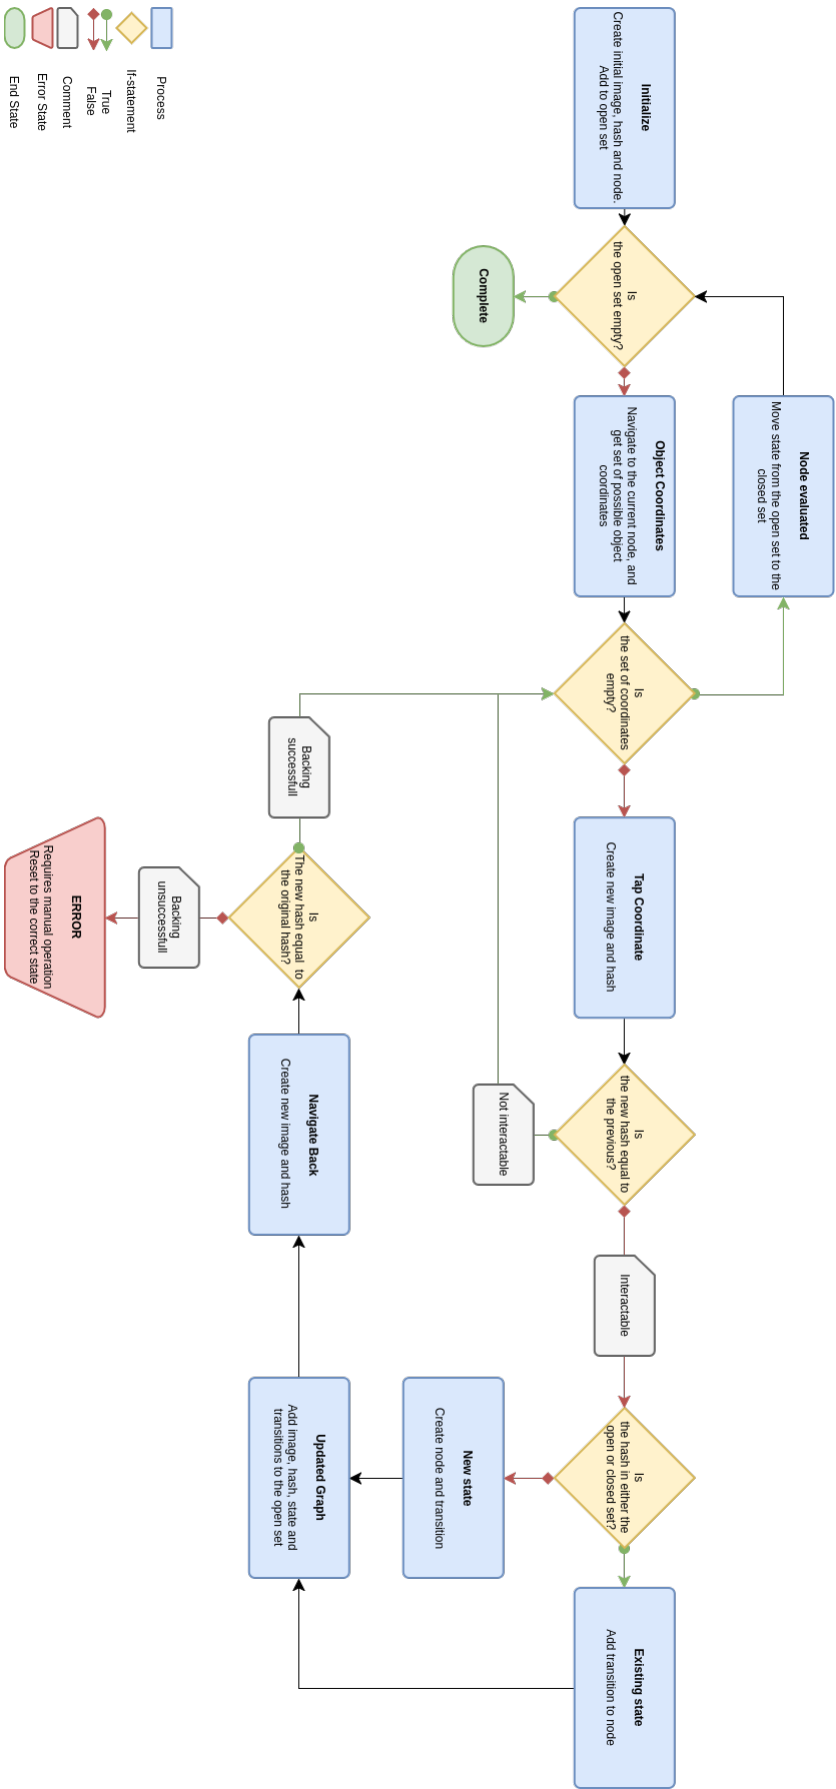 Initialize
Create initial image, hash and node.
Add to open set
Is
the open set empty?
Complete
Node evaluated
Move state from the open set to the
closed set
Object Coordinates
Navigate to the current node, and
get set of possible object
coordinates
Is
the set of coordinates
empty?
Tap Coordinate
Create new image and hash
Is
the new hash equal to
the previous?
Not interactable
Interactable
Is
the hash in either the
open or closed set?
Existing state
Add transition to node
New state
Create node and transition
Updated Graph
Add image, hash, state and
transitions to the open set
Navigate Back
Create new image and hash
Is
The new hash equal to
the original hash?
Backing
successfull
Backing
unsuccessfull
ERROR
Requires manual operation
Reset to the correct state
Process
If-statement
True
False
Comment
Error State
End State